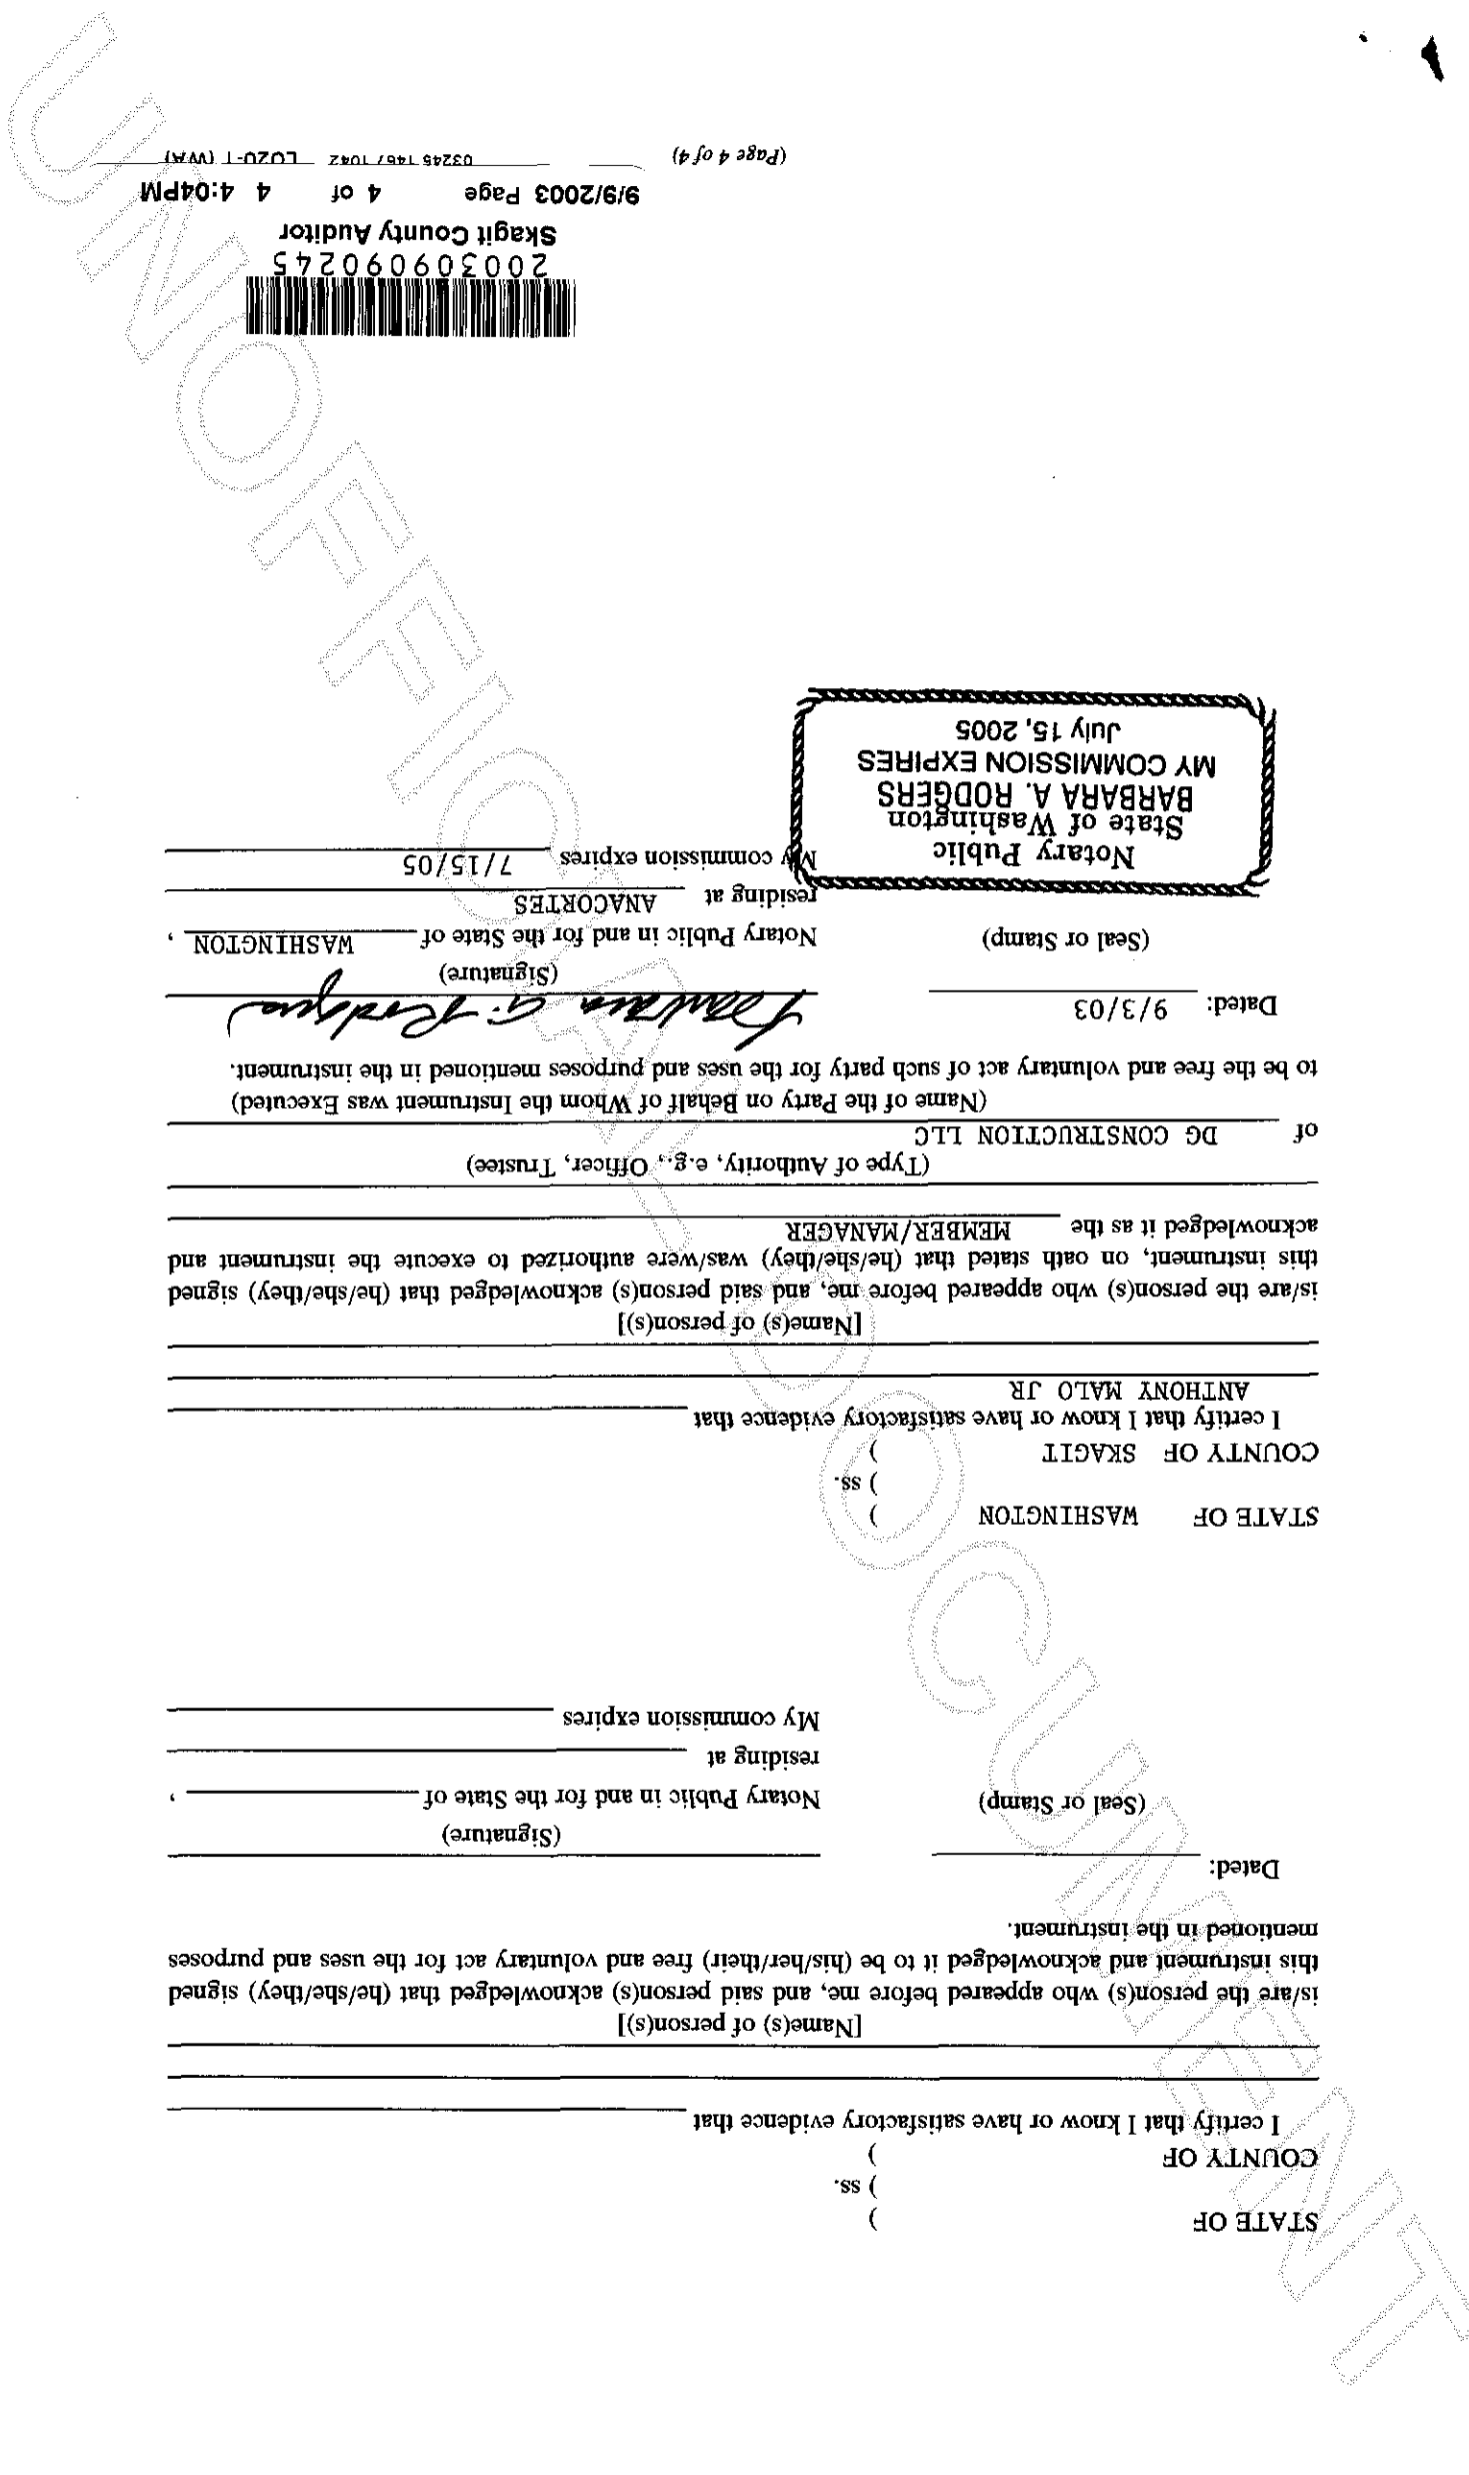 STATE OF )
) ss.
COUNTY OF )
I certify that I know or have satisfactory evidence that
[Name(s) of person(s)]
is/are the person(s) who appeared before me, and said person(s) acknowledged that (he/she/they) signed
this instrument and acknowledged it to be (his/her/their) free and voluntary act for the uses and purposes
mentioned in the instrument.
Dated:
(Signature)
(Seal or Stamp) Notary Public in and for the State of ,
residing at
My commission expires
STATE OF WASHINGTON )
) ss.
COUNTY OF SKAGIT )
I certify that I know or have satisfactory evidence that
ANTHONY MALO JR
[Name(s) of person(s)]
is/are the person(s) who appeared before me, and said person(s) acknowledged that (he/she/they) signed
this instrument, on oath stated that (he/she/they) was/were authorized to execute the instrument and
acknowledged it as the MEMBER/MANAGER
(Type of Authority, e.g., Officer, Trustee)
of DG CONSTRUCTION LLC
(Name of the Party on Behalf of Whom the Instrument was Executed)
to be the free and voluntary act of such party for the uses and purposes mentioned in the instrument.
Dated: 9/3/03 Barbara A. Rodgers
(Signature)
(Seal or Stamp) Notary Public in and for the State of WASHINGTON ,
residing at ANACORTES
My commission expires 7/15/05
Notary Public
State of Washington
BARBARA A. RODGERS
MY COMMISSION EXPIRES
July 15, 2005
200309090245
Skagit County Auditor
9/9/2003 Page 4 of 4 4:04PM
(Page 4 of 4) 03245 1467 1042 L020-1 (WA)
UNOFFICIAL DOCUMENT